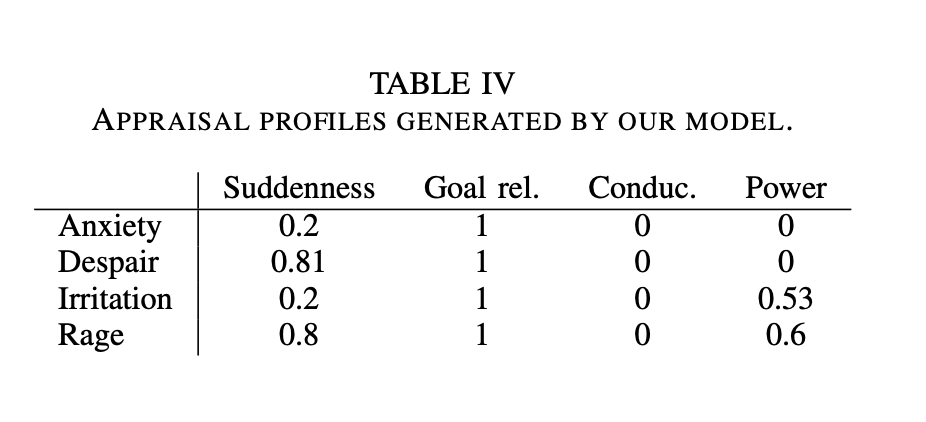 TABLE IV
APPRAISAL PROFILES GENERATED BY OUR MODEL.
Suddenness Goal rel. Conduc. Power
Anxiety 0.2 1 0 0
Despair 0.81 1 0 0
Irritation 0.2 1 0 0.53
Rage 0.8 1 0 0.6